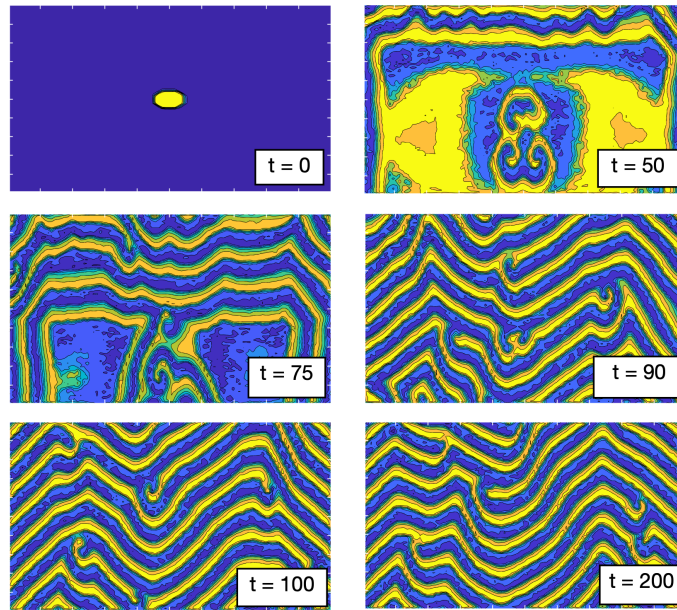 t = 0
t = 50
t = 75
t = 90
t = 100
t = 200